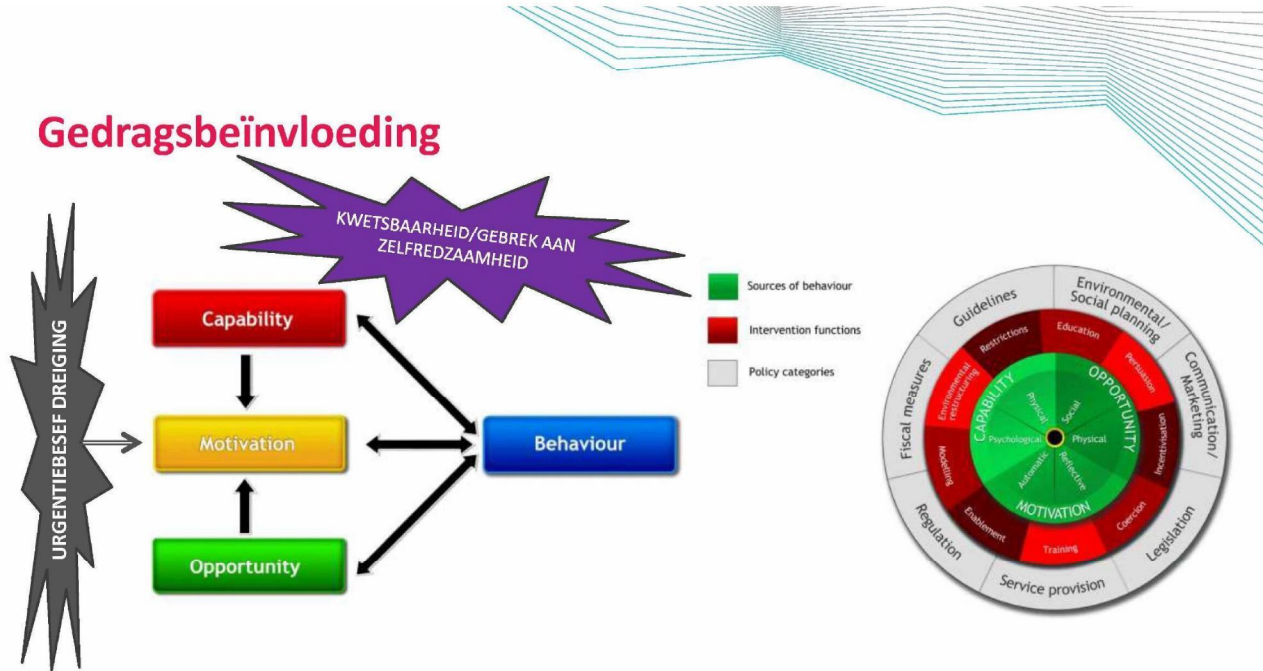 Gedragsbeïnvloeding
KWETSBAARHEID/GEBREK AAN
ZELFREDZAAMHEID
URGENTIEBESEF DREIGING
Capability
Motivation
Opportunity
Behaviour
Sources of behaviour
Intervention functions
Policy categories
Guidelines
Environmental/
Social planning
Communication/
Marketing
Legislation
Service provision
Regulation
Fiscal measures
Restrictions
Education
Persuasion
Incentivisation
Coercion
Training
Enablement
Modelling
Environmental
restructuring
CAPABILITY
OPPORTUNITY
MOTIVATION
Physical
Social
Psychological
Physical
Automatic
Reflective